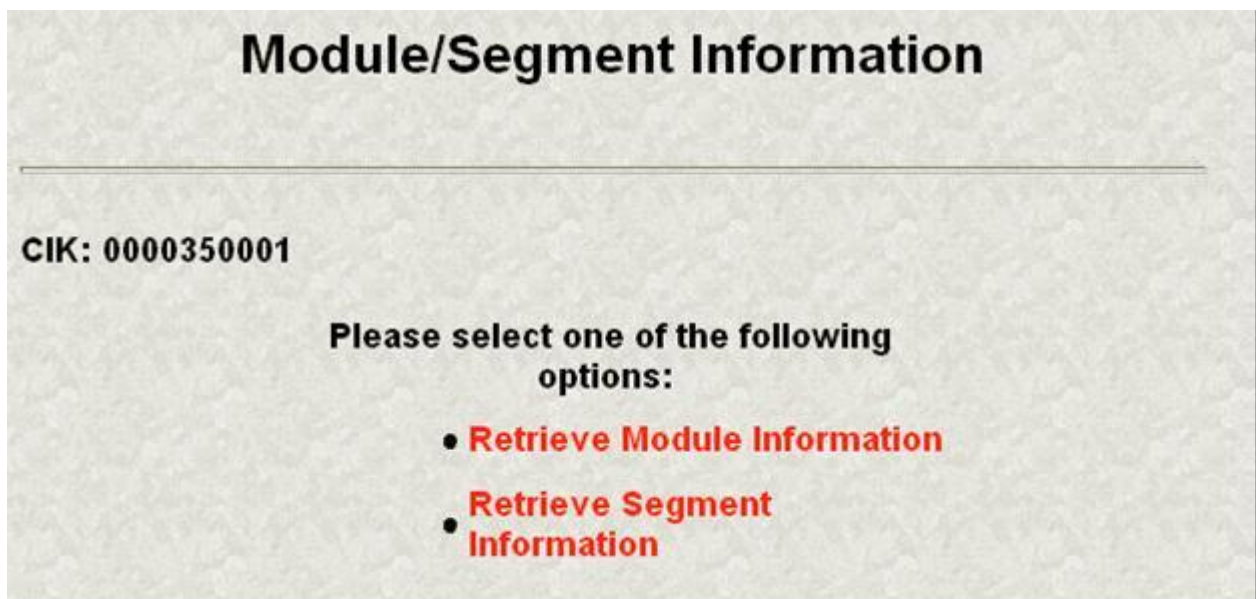 Module/Segment Information
CIK: 0000350001
Please select one of the following
options:
Retrieve Module Information
Retrieve Segment
Information